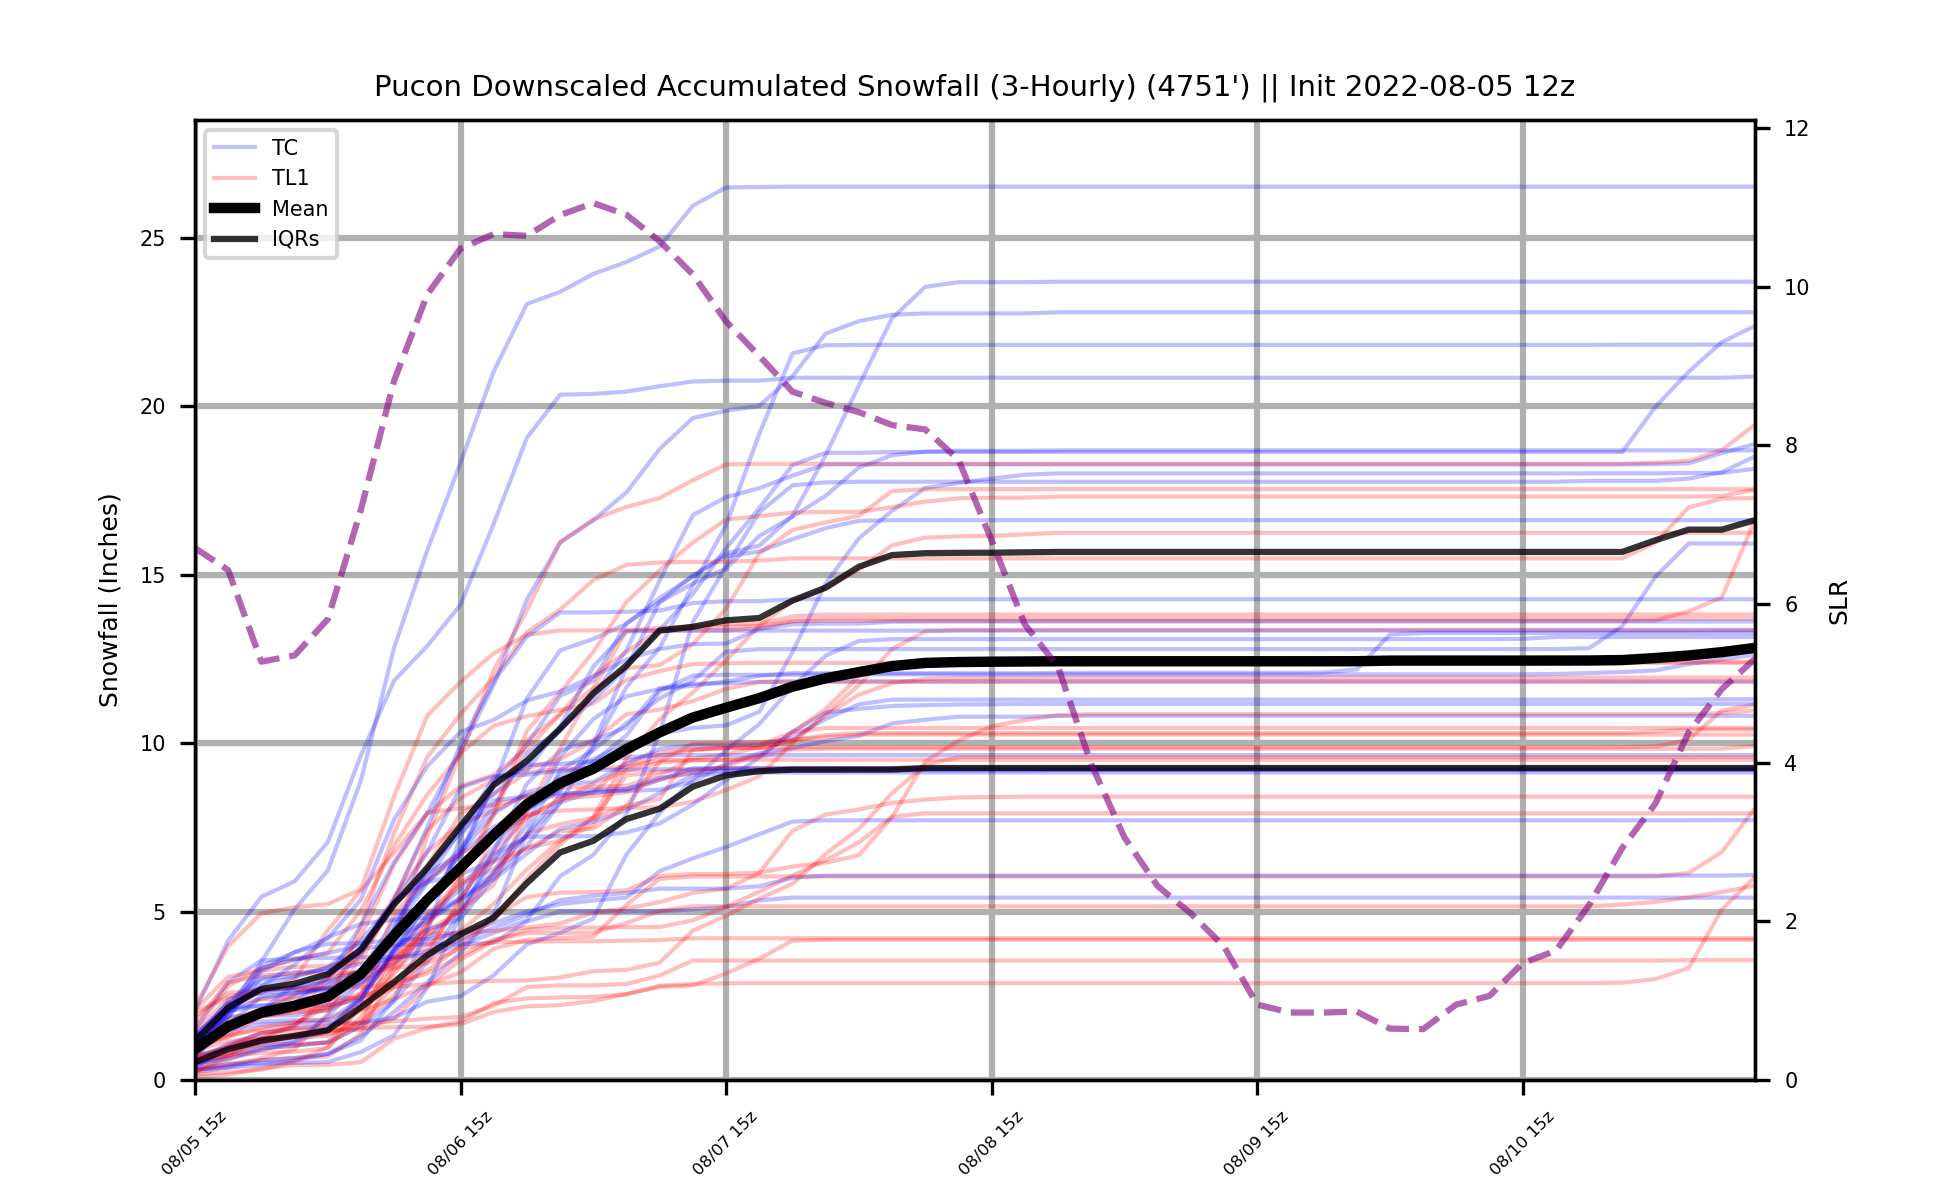 Pucon Downscaled Accumulated Snowfall (3-Hourly) (4751') || Init 2022-08-05 12z
TC
TL1
Mean
IQRs
Snowfall (Inches)
25
20
15
10
5
0
12
10
8
6
4
2
0
SLR
08/05 15z
08/06 15z
08/07 15z
08/08 15z
08/09 15z
08/10 15z